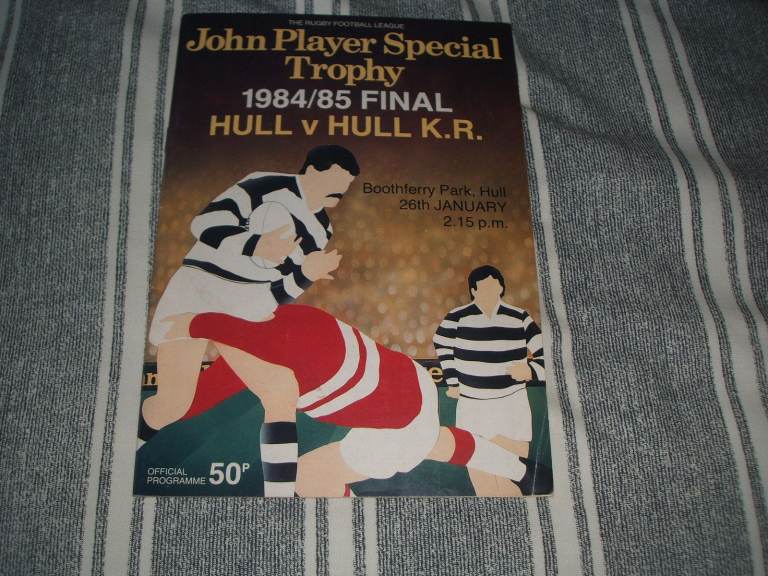 THE RUGBY FOOTBALL LEAGUE
John Player Special
Trophy
1984/85 FINAL
HULL v HULL K.R.
Boothferry Park, Hull
26th JANUARY
2.15 p.m.
OFFICIAL
PROGRAMME 50P